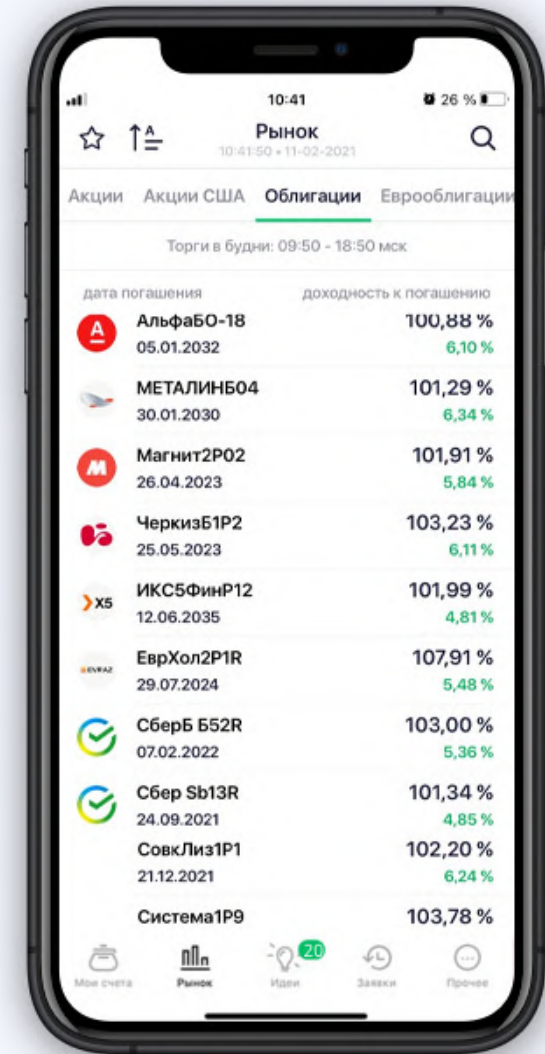 10:41
26 %
Рынок
10:41:50 • 11-02-2021
Акции Акции США Облигации Еврооблигации
Торги в будни: 09:50 - 18:50 мск
дата погашения доходность к погашению
А
АльфаБО-18 100,88 %
05.01.2032 6,10 %
МЕТАЛИНБ04 101,29 %
30.01.2030 6,34 %
М
Магнит2Р02 101,91 %
26.04.2023 5,84 %
ЧеркизБ1Р2 103,23 %
25.05.2023 6,11 %
X5
ИКС5ФинР12 101,99 %
12.06.2035 4,81 %
EVRAZ
ЕврХол2Р1R 107,91 %
29.07.2024 5,48 %
СберБ Б52R 103,00 %
07.02.2022 5,36 %
Сбер Sb13R 101,34 %
24.09.2021 4,85 %
СовкЛиз1Р1 102,20 %
21.12.2021 6,24 %
Система1Р9 103,78 %
20
Мои счета Рынок Идеи Заявки Прочее